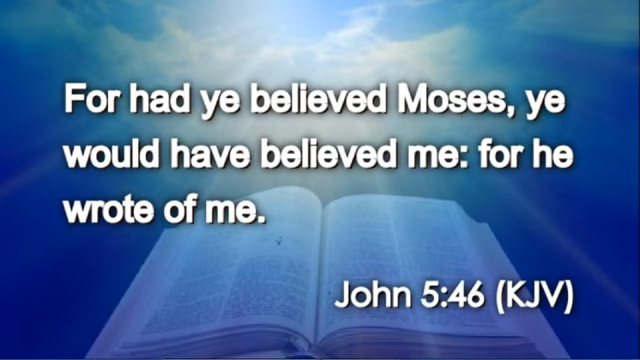 For had ye believed Moses, ye
would have believed me: for he
wrote of me.
John 5:46 (KJV)